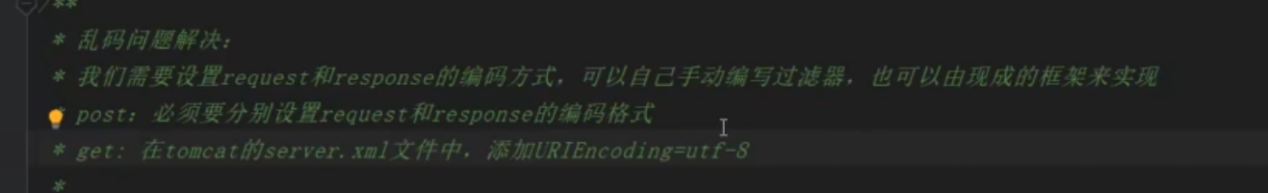 /**
* 乱码问题解决：
* 我们需要设置request和response的编码方式，可以自己手动编写过滤器，也可以由现成的框架来实现
* post：必须要分别设置request和response的编码格式
* get: 在tomcat的server.xml文件中，添加URIEncoding=utf-8
*